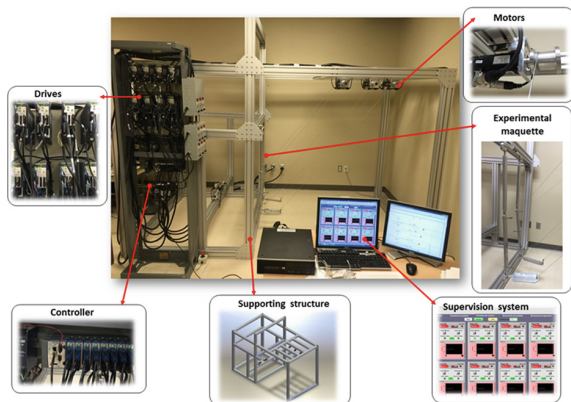 Motors
Drives
Experimental
maquette
Controller
Supporting structure
Supervision system